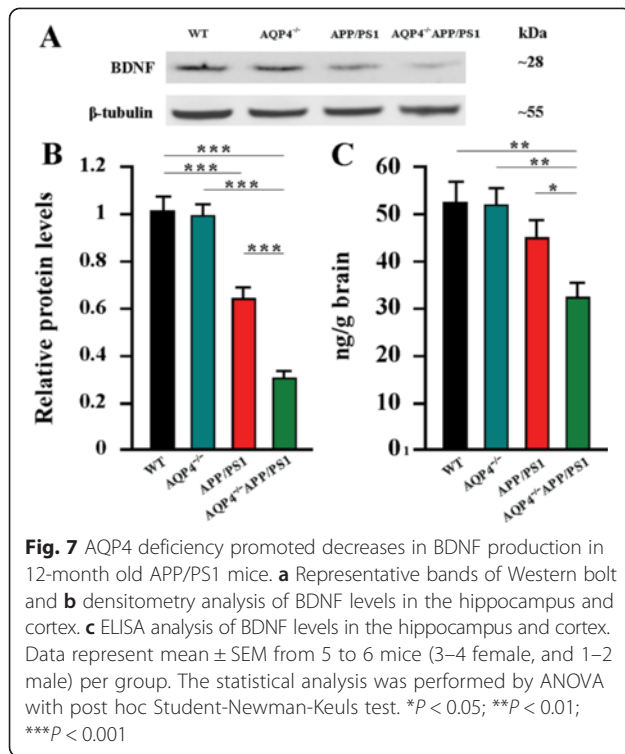 A
WT AQP4⁻/⁻ APP/PS1 AQP4⁻/⁻APP/PS1 kDa
BDNF ~28
β-tubulin ~55
B
Relative protein levels
1.2
1
0.8
0.6
0.4
0.2
0
***
***
***
***
WT
AQP4⁻/⁻
APP/PS1
AQP4⁻/⁻APP/PS1
C
ng/g brain
60
50
40
30
20
10
0₁
**
**
*
WT
AQP4⁻/⁻
APP/PS1
AQP4⁻/⁻APP/PS1
Fig. 7 AQP4 deficiency promoted decreases in BDNF production in
12-month old APP/PS1 mice. a Representative bands of Western bolt
and b densitometry analysis of BDNF levels in the hippocampus and
cortex. c ELISA analysis of BDNF levels in the hippocampus and cortex.
Data represent mean ± SEM from 5 to 6 mice (3–4 female, and 1–2
male) per group. The statistical analysis was performed by ANOVA
with post hoc Student-Newman-Keuls test. *P < 0.05; **P < 0.01;
***P < 0.001